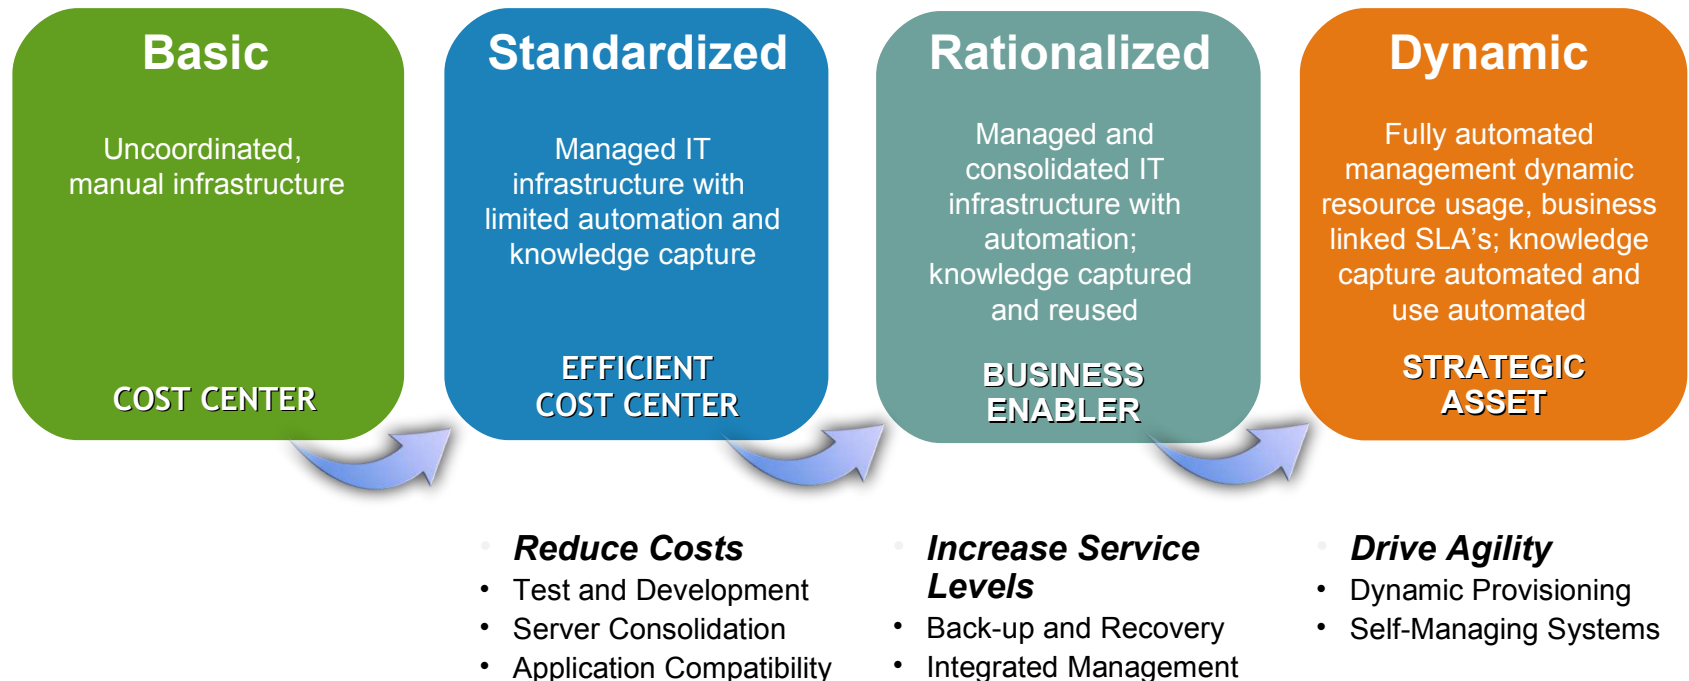 Basic
Uncoordinated,
manual infrastructure
COST CENTER
Standardized
Managed IT
infrastructure with
limited automation and
knowledge capture
EFFICIENT
COST CENTER
Rationalized
Managed and
consolidated IT
infrastructure with
automation;
knowledge captured
and reused
BUSINESS
ENABLER
Dynamic
Fully automated
management dynamic
resource usage, business
linked SLA’s; knowledge
capture automated and
use automated
STRATEGIC
ASSET
• Reduce Costs
• Test and Development
• Server Consolidation
• Application Compatibility
• Increase Service
Levels
• Back-up and Recovery
• Integrated Management
• Drive Agility
• Dynamic Provisioning
• Self-Managing Systems